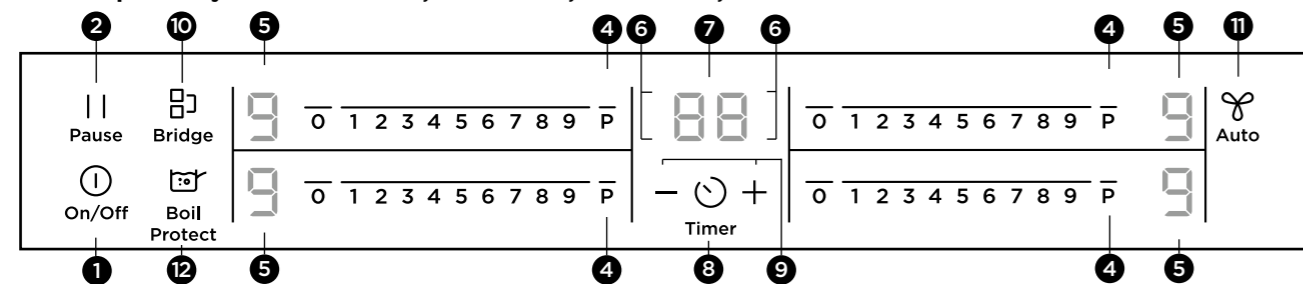 2 10 5 4 6 7 6 4 5 11
Pause Bridge 9 0 1 2 3 4 5 6 7 8 9 P 88 0 1 2 3 4 5 6 7 8 9 P 9 Auto
On/Off Boil Protect 9 0 1 2 3 4 5 6 7 8 9 P − + Timer 0 1 2 3 4 5 6 7 8 9 P 9
1 12 5 4 8 9 4 5